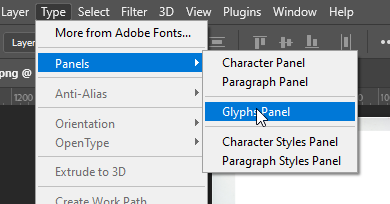 Layer Type Select Filter 3D View Plugins Window Help
Layer
More from Adobe Fonts...
.png @
Panels
Character Panel
Paragraph Panel
1200
Anti-Alias
Glyphs Panel
Orientation
OpenType
Character Styles Panel
Paragraph Styles Panel
Extrude to 3D
Create Work Path